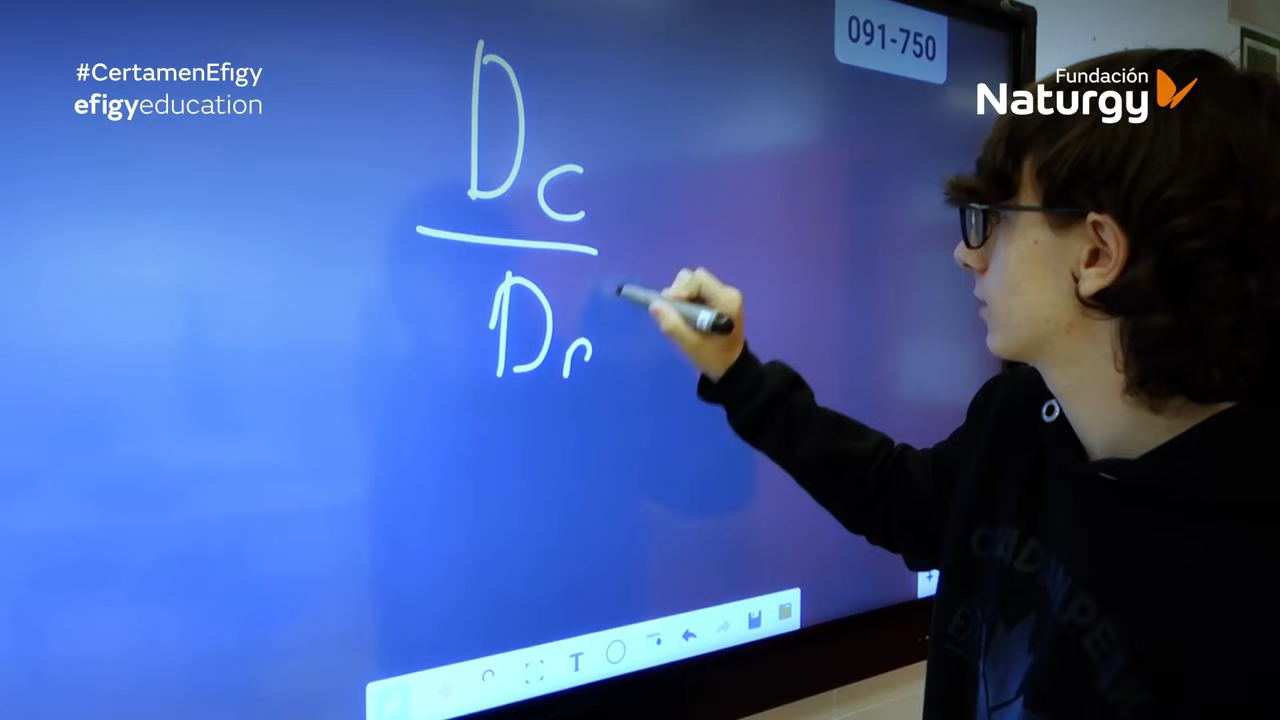 #CertamenEfigy
efigyeducation
091-750
Fundación
Naturgy
Dc
Dr
T